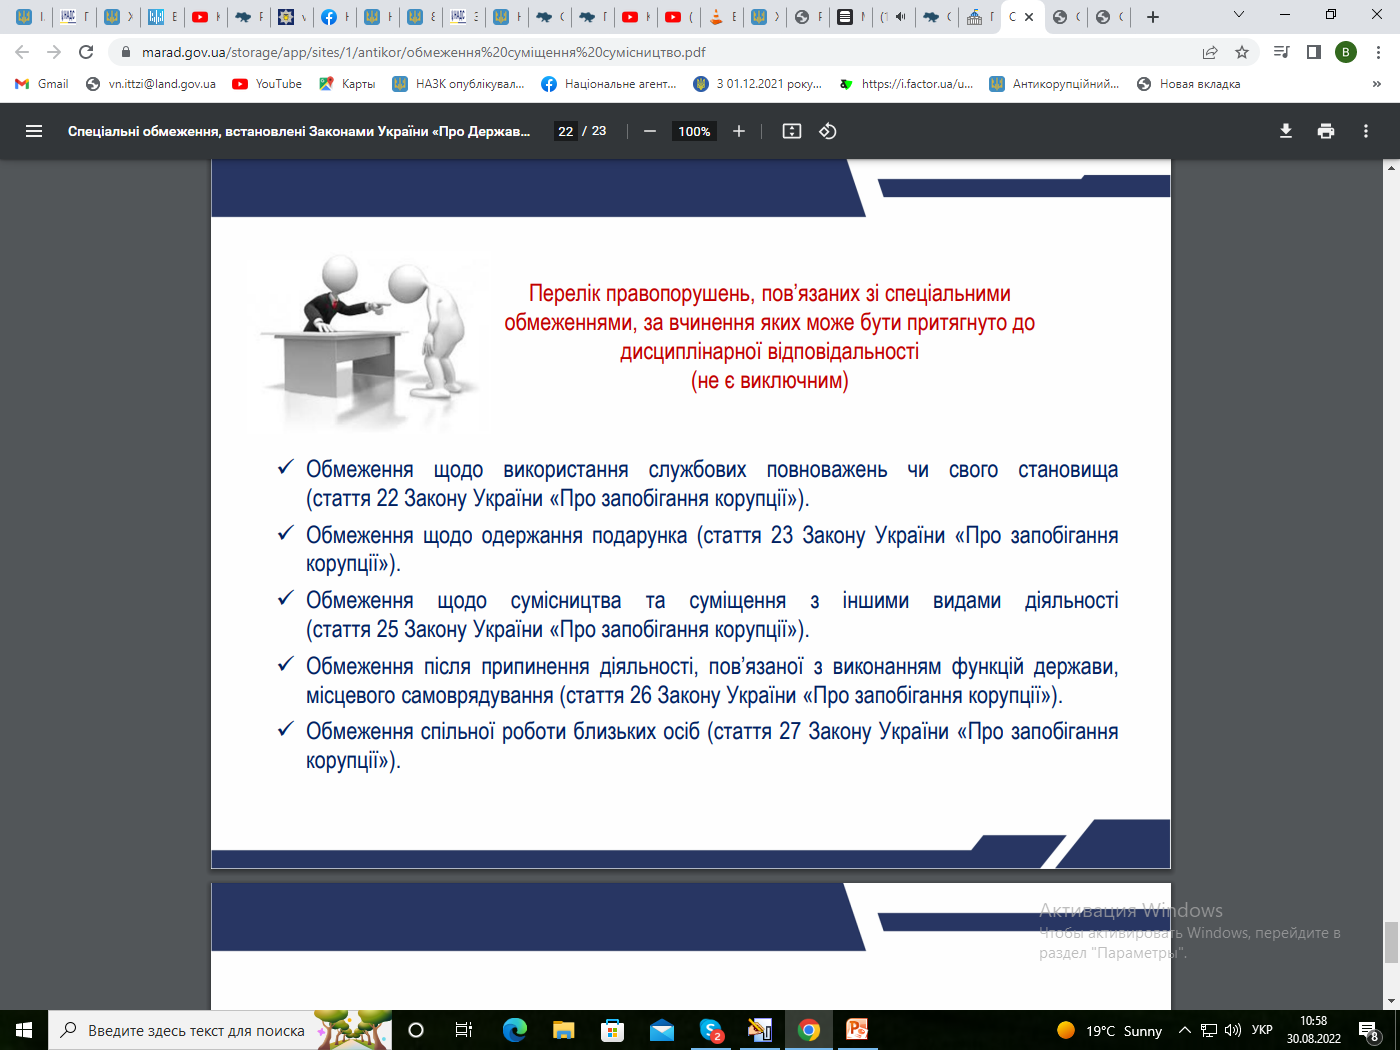 marad.gov.ua/storage/app/sites/1/antikor/обмеження%20суміщення%20сумісництво.pdf
B
Gmail
vn.ittzi@land.gov.ua
YouTube
Карты
НАЗК опублікувал...
Національне агент...
З 01.12.2021 року...
https://i.factor.ua/u...
Антикорупційний...
Новая вкладка
»
Спеціальні обмеження, встановлені Законами України «Про Держав...
22 / 23
100%
Перелік правопорушень, пов’язаних зі спеціальними
обмеженнями, за вчинення яких може бути притягнуто до
дисциплінарної відповідальності
(не є виключним)
Обмеження щодо використання службових повноважень чи свого становища
(стаття 22 Закону України «Про запобігання корупції»).
Обмеження щодо одержання подарунка (стаття 23 Закону України «Про запобігання
корупції»).
Обмеження щодо сумісництва та суміщення з іншими видами діяльності
(стаття 25 Закону України «Про запобігання корупції»).
Обмеження після припинення діяльності, пов’язаної з виконанням функцій держави,
місцевого самоврядування (стаття 26 Закону України «Про запобігання корупції»).
Обмеження спільної роботи близьких осіб (стаття 27 Закону України «Про запобігання
корупції»).
Активация Windows
Чтобы активировать Windows, перейдите в
раздел "Параметры".
Введите здесь текст для поиска
2
19°C Sunny
УКР
10:58
30.08.2022
8